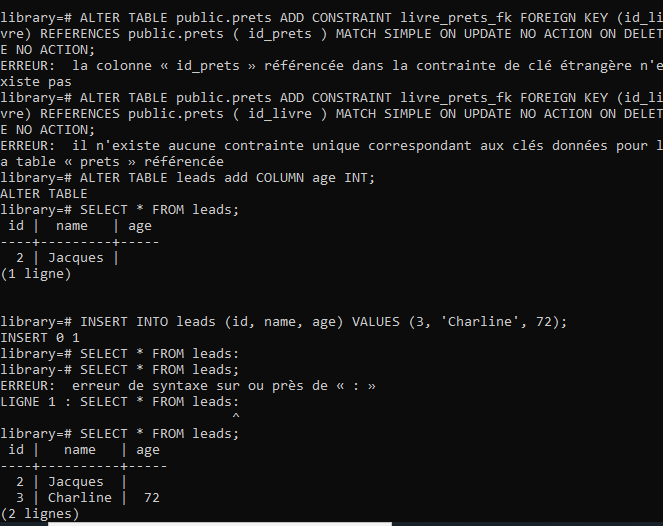 library=# ALTER TABLE public.prets ADD CONSTRAINT livre_prets_fk FOREIGN KEY (id_li
vre) REFERENCES public.prets ( id_prets ) MATCH SIMPLE ON UPDATE NO ACTION ON DELET
E NO ACTION;
ERREUR:  la colonne « id_prets » référencée dans la contrainte de clé étrangère n'e
xiste pas
library=# ALTER TABLE public.prets ADD CONSTRAINT livre_prets_fk FOREIGN KEY (id_li
vre) REFERENCES public.prets ( id_livre ) MATCH SIMPLE ON UPDATE NO ACTION ON DELET
E NO ACTION;
ERREUR:  il n'existe aucune contrainte unique correspondant aux clés données pour l
a table « prets » référencée
library=# ALTER TABLE leads add COLUMN age INT;
ALTER TABLE
library=# SELECT * FROM leads;
 id |  name   | age
----+---------+-----
  2 | Jacques |
(1 ligne)
library=# INSERT INTO leads (id, name, age) VALUES (3, 'Charline', 72);
INSERT 0 1
library=# SELECT * FROM leads:
library-# SELECT * FROM leads;
ERREUR:  erreur de syntaxe sur ou près de « : »
LIGNE 1 : SELECT * FROM leads:
                             ^
library=# SELECT * FROM leads;
 id |   name   | age
----+----------+-----
  2 | Jacques  |
  3 | Charline |  72
(2 lignes)